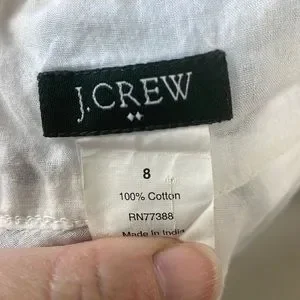 J.CREW
8
100% Cotton
RN77388
Made in India